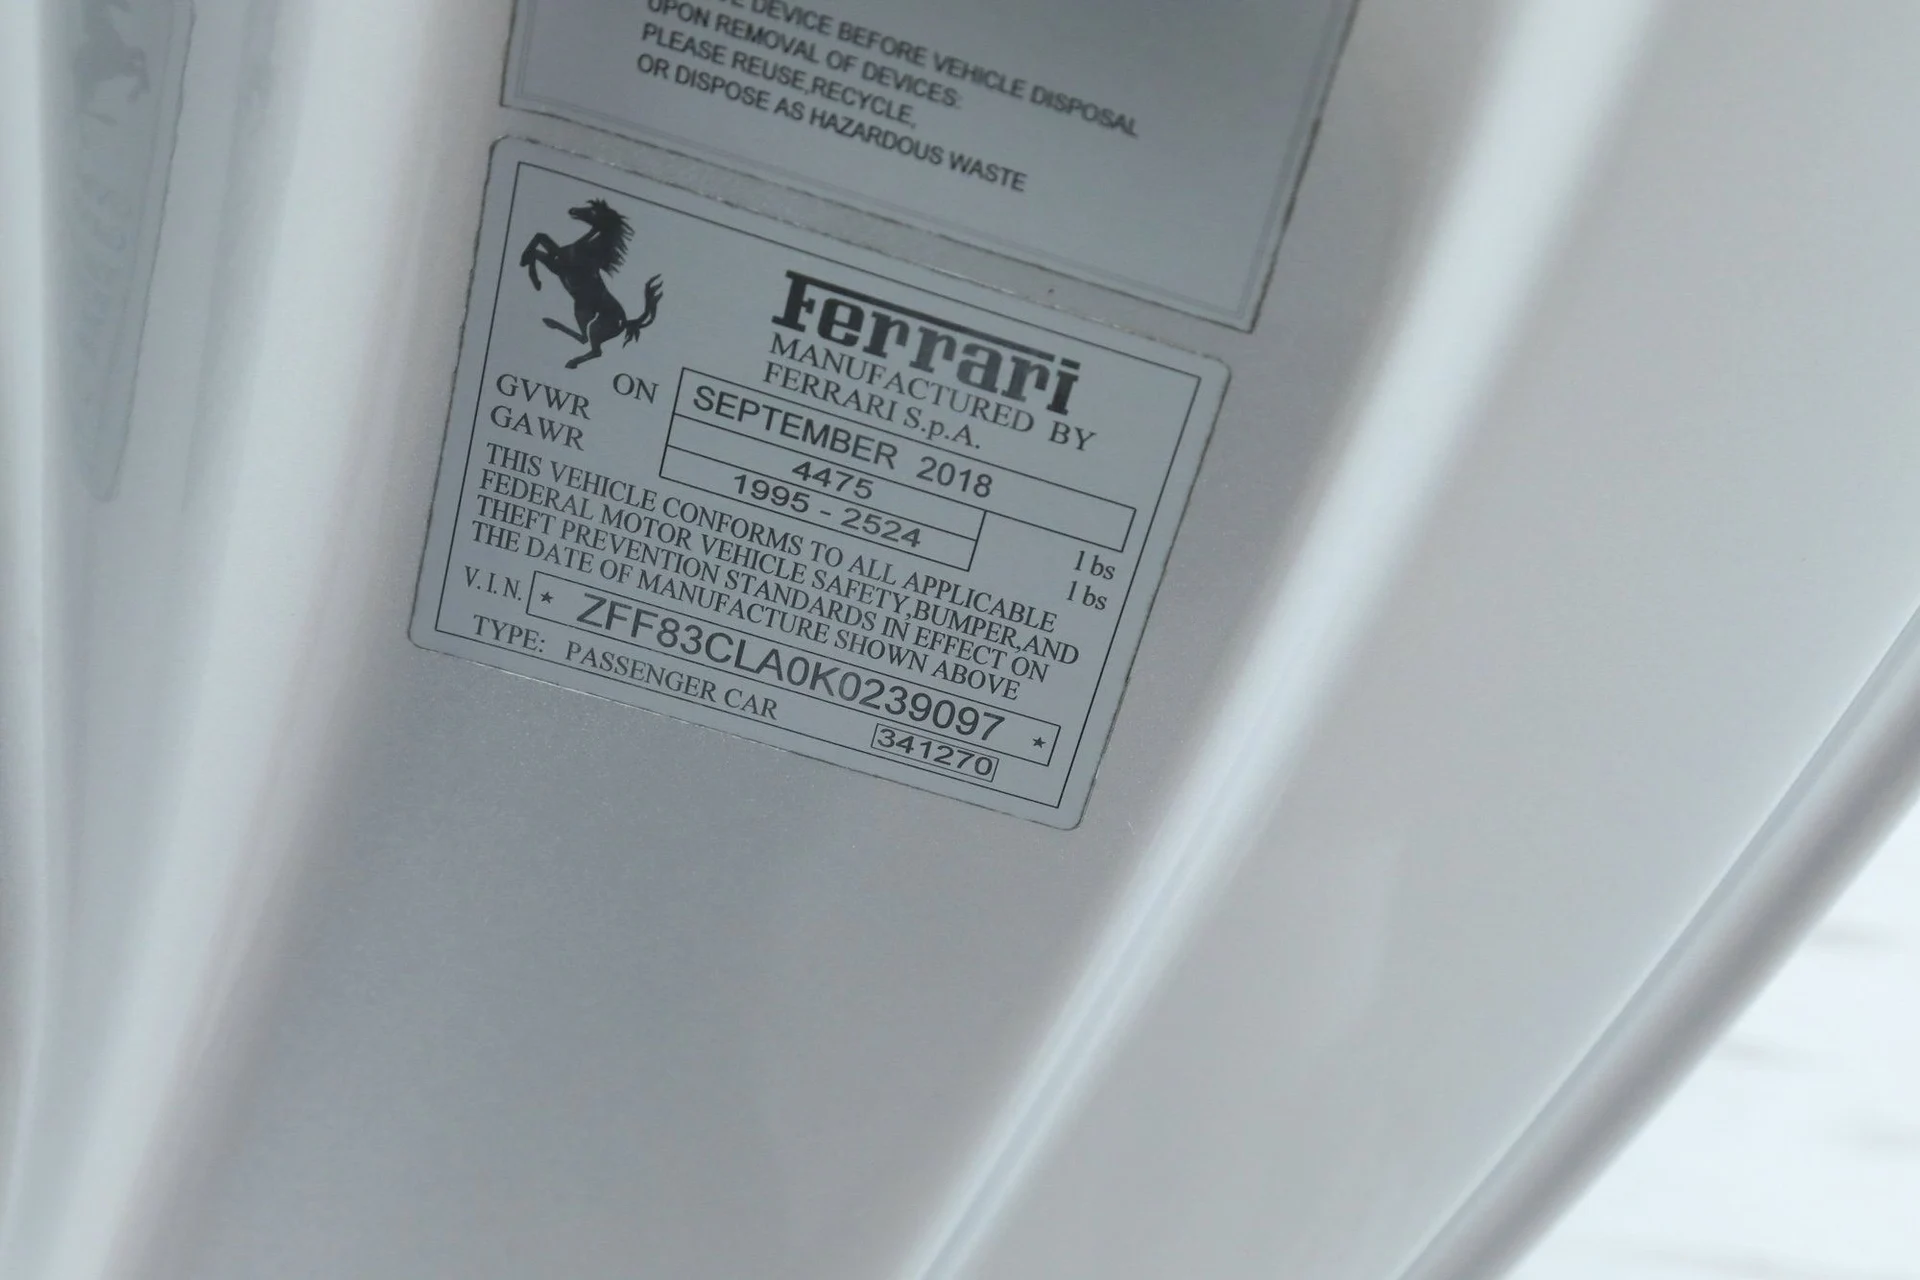 DEVICE BEFORE VEHICLE DISPOSAL
UPON REMOVAL OF DEVICES:
PLEASE REUSE,RECYCLE,
OR DISPOSE AS HAZARDOUS WASTE
Ferrari
MANUFACTURED BY
FERRARI S.p.A.
ON SEPTEMBER 2018
GVWR 4475 lbs
GAWR 1995 - 2524 lbs
THIS VEHICLE CONFORMS TO ALL APPLICABLE
FEDERAL MOTOR VEHICLE SAFETY,BUMPER,AND
THEFT PREVENTION STANDARDS IN EFFECT ON
THE DATE OF MANUFACTURE SHOWN ABOVE
V.I.N. * ZFF83CLA0K0239097 *
TYPE: PASSENGER CAR 341270